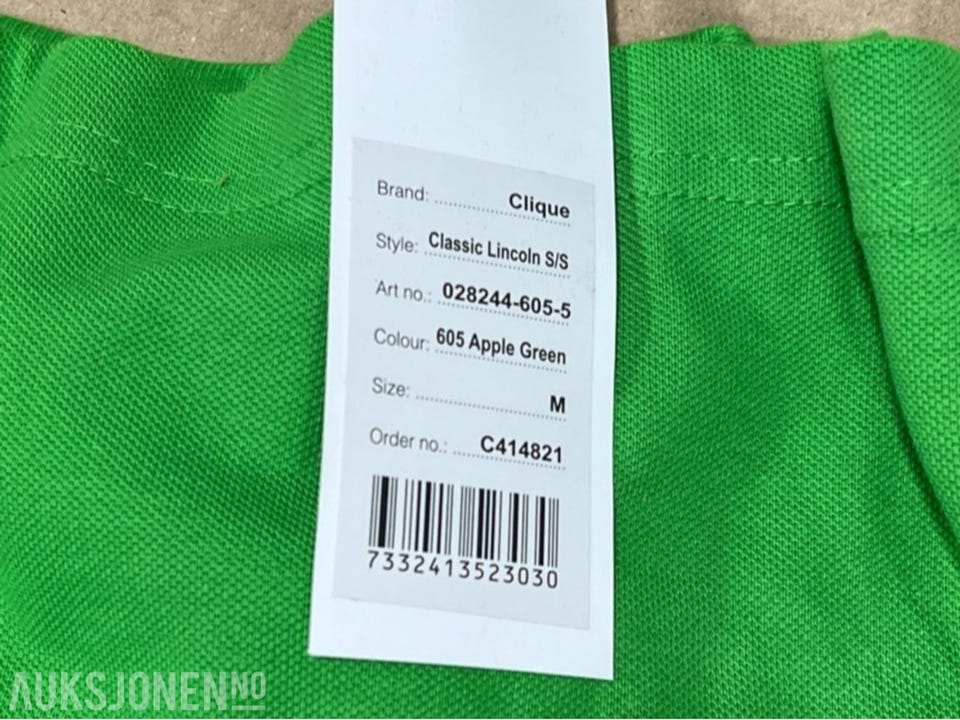 Brand: Clique
Style: Classic Lincoln S/S
Art no.: 028244-605-5
Colour: 605 Apple Green
Size: M
Order no.: C414821
7332413523030
AUKSJONEN NO